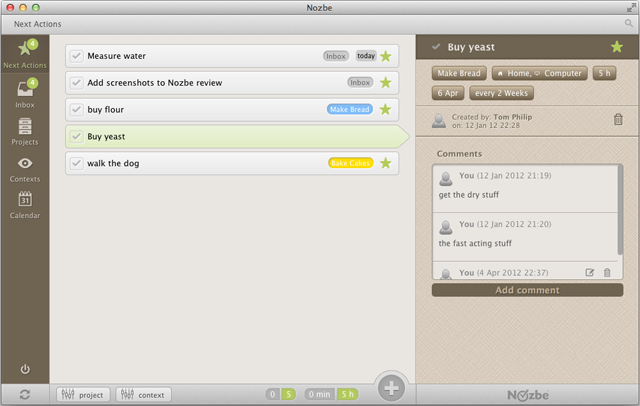 Nozbe
Next Actions
4
Next Actions
4
Inbox
Projects
Contexts
31
Calendar
Measure water
Inbox
today
Add screenshots to Nozbe review
Inbox
buy flour
Make Bread
Buy yeast
walk the dog
Bake Cakes
project
context
0
5
0 min
5 h
Buy yeast
Make Bread
Home, Computer
5 h
6 Apr
every 2 Weeks
Created by: Tom Philip
on: 12 Jan 12 22:28
Comments
You (12 Jan 2012 21:19)
get the dry stuff
You (12 Jan 2012 21:20)
the fast acting stuff
You (4 Apr 2012 22:37)
Add comment
Nozbe